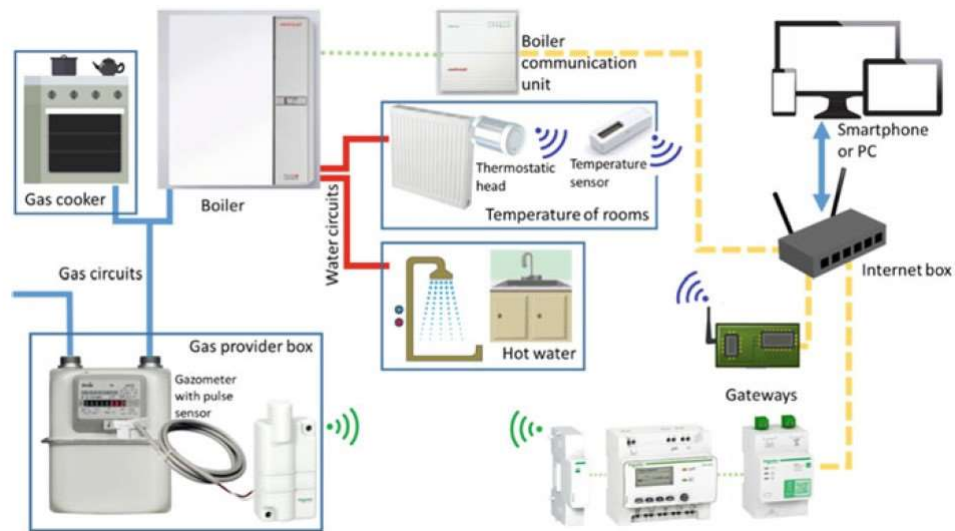 Boiler
communication
unit
Smartphone
or PC
Gas cooker
Boiler
Thermostatic
head
Temperature
sensor
Temperature of rooms
Water circuits
Gas circuits
Internet box
Hot water
Gas provider box
Gazometer
with pulse
sensor
Gateways